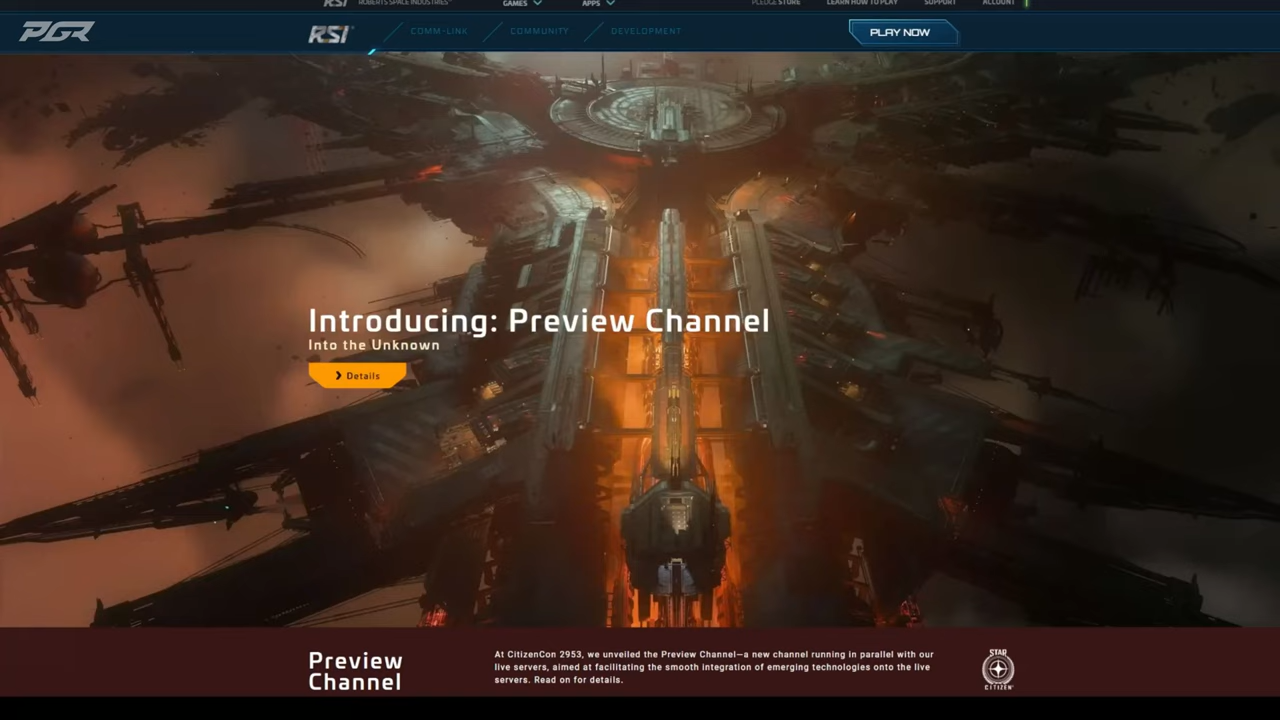 RSI ROBERTS SPACE INDUSTRIES
GAMES
APPS
PLEDGE STORE
LEARN HOW TO PLAY
SUPPORT
ACCOUNT
PGR
RSI
COMM-LINK
COMMUNITY
DEVELOPMENT
PLAY NOW
Introducing: Preview Channel
Into the Unknown
Details
Preview
Channel
At CitizenCon 2953, we unveiled the Preview Channel—a new channel running in parallel with our
live servers, aimed at facilitating the smooth integration of emerging technologies onto the live
servers. Read on for details.
STAR
CITIZEN